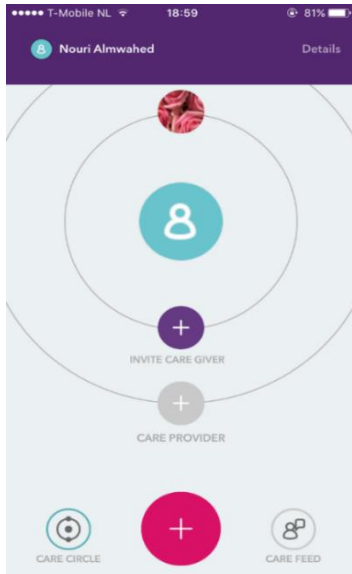 T-Mobile NL 18:59 81%
Nouri Almwahed Details
INVITE CARE GIVER
CARE PROVIDER
CARE CIRCLE CARE FEED